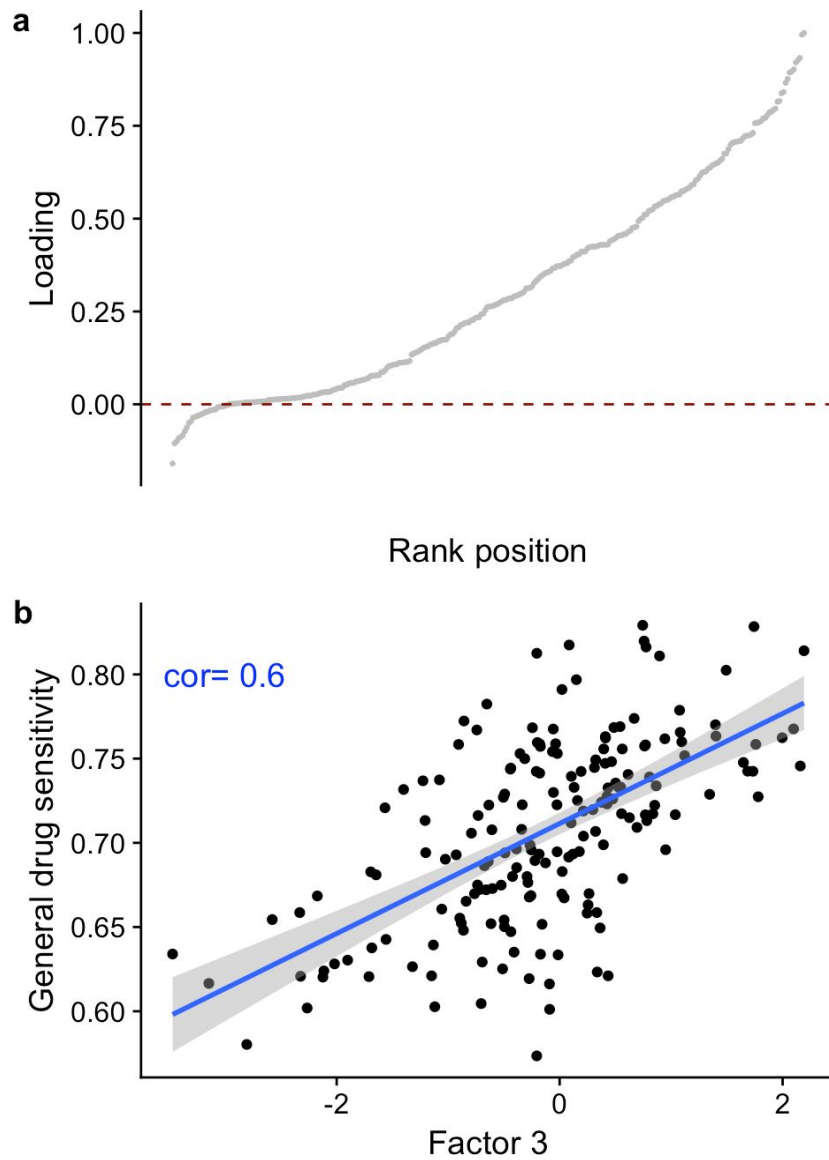 a
Loading
1.00
0.75
0.50
0.25
0.00
Rank position
b
General drug sensitivity
cor= 0.6
0.80
0.75
0.70
0.65
0.60
-2
0
2
Factor 3